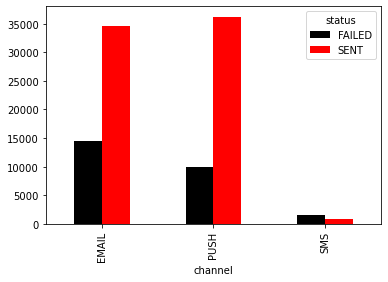 status
FAILED
SENT
35000
30000
25000
20000
15000
10000
5000
0
EMAIL
PUSH
SMS
channel